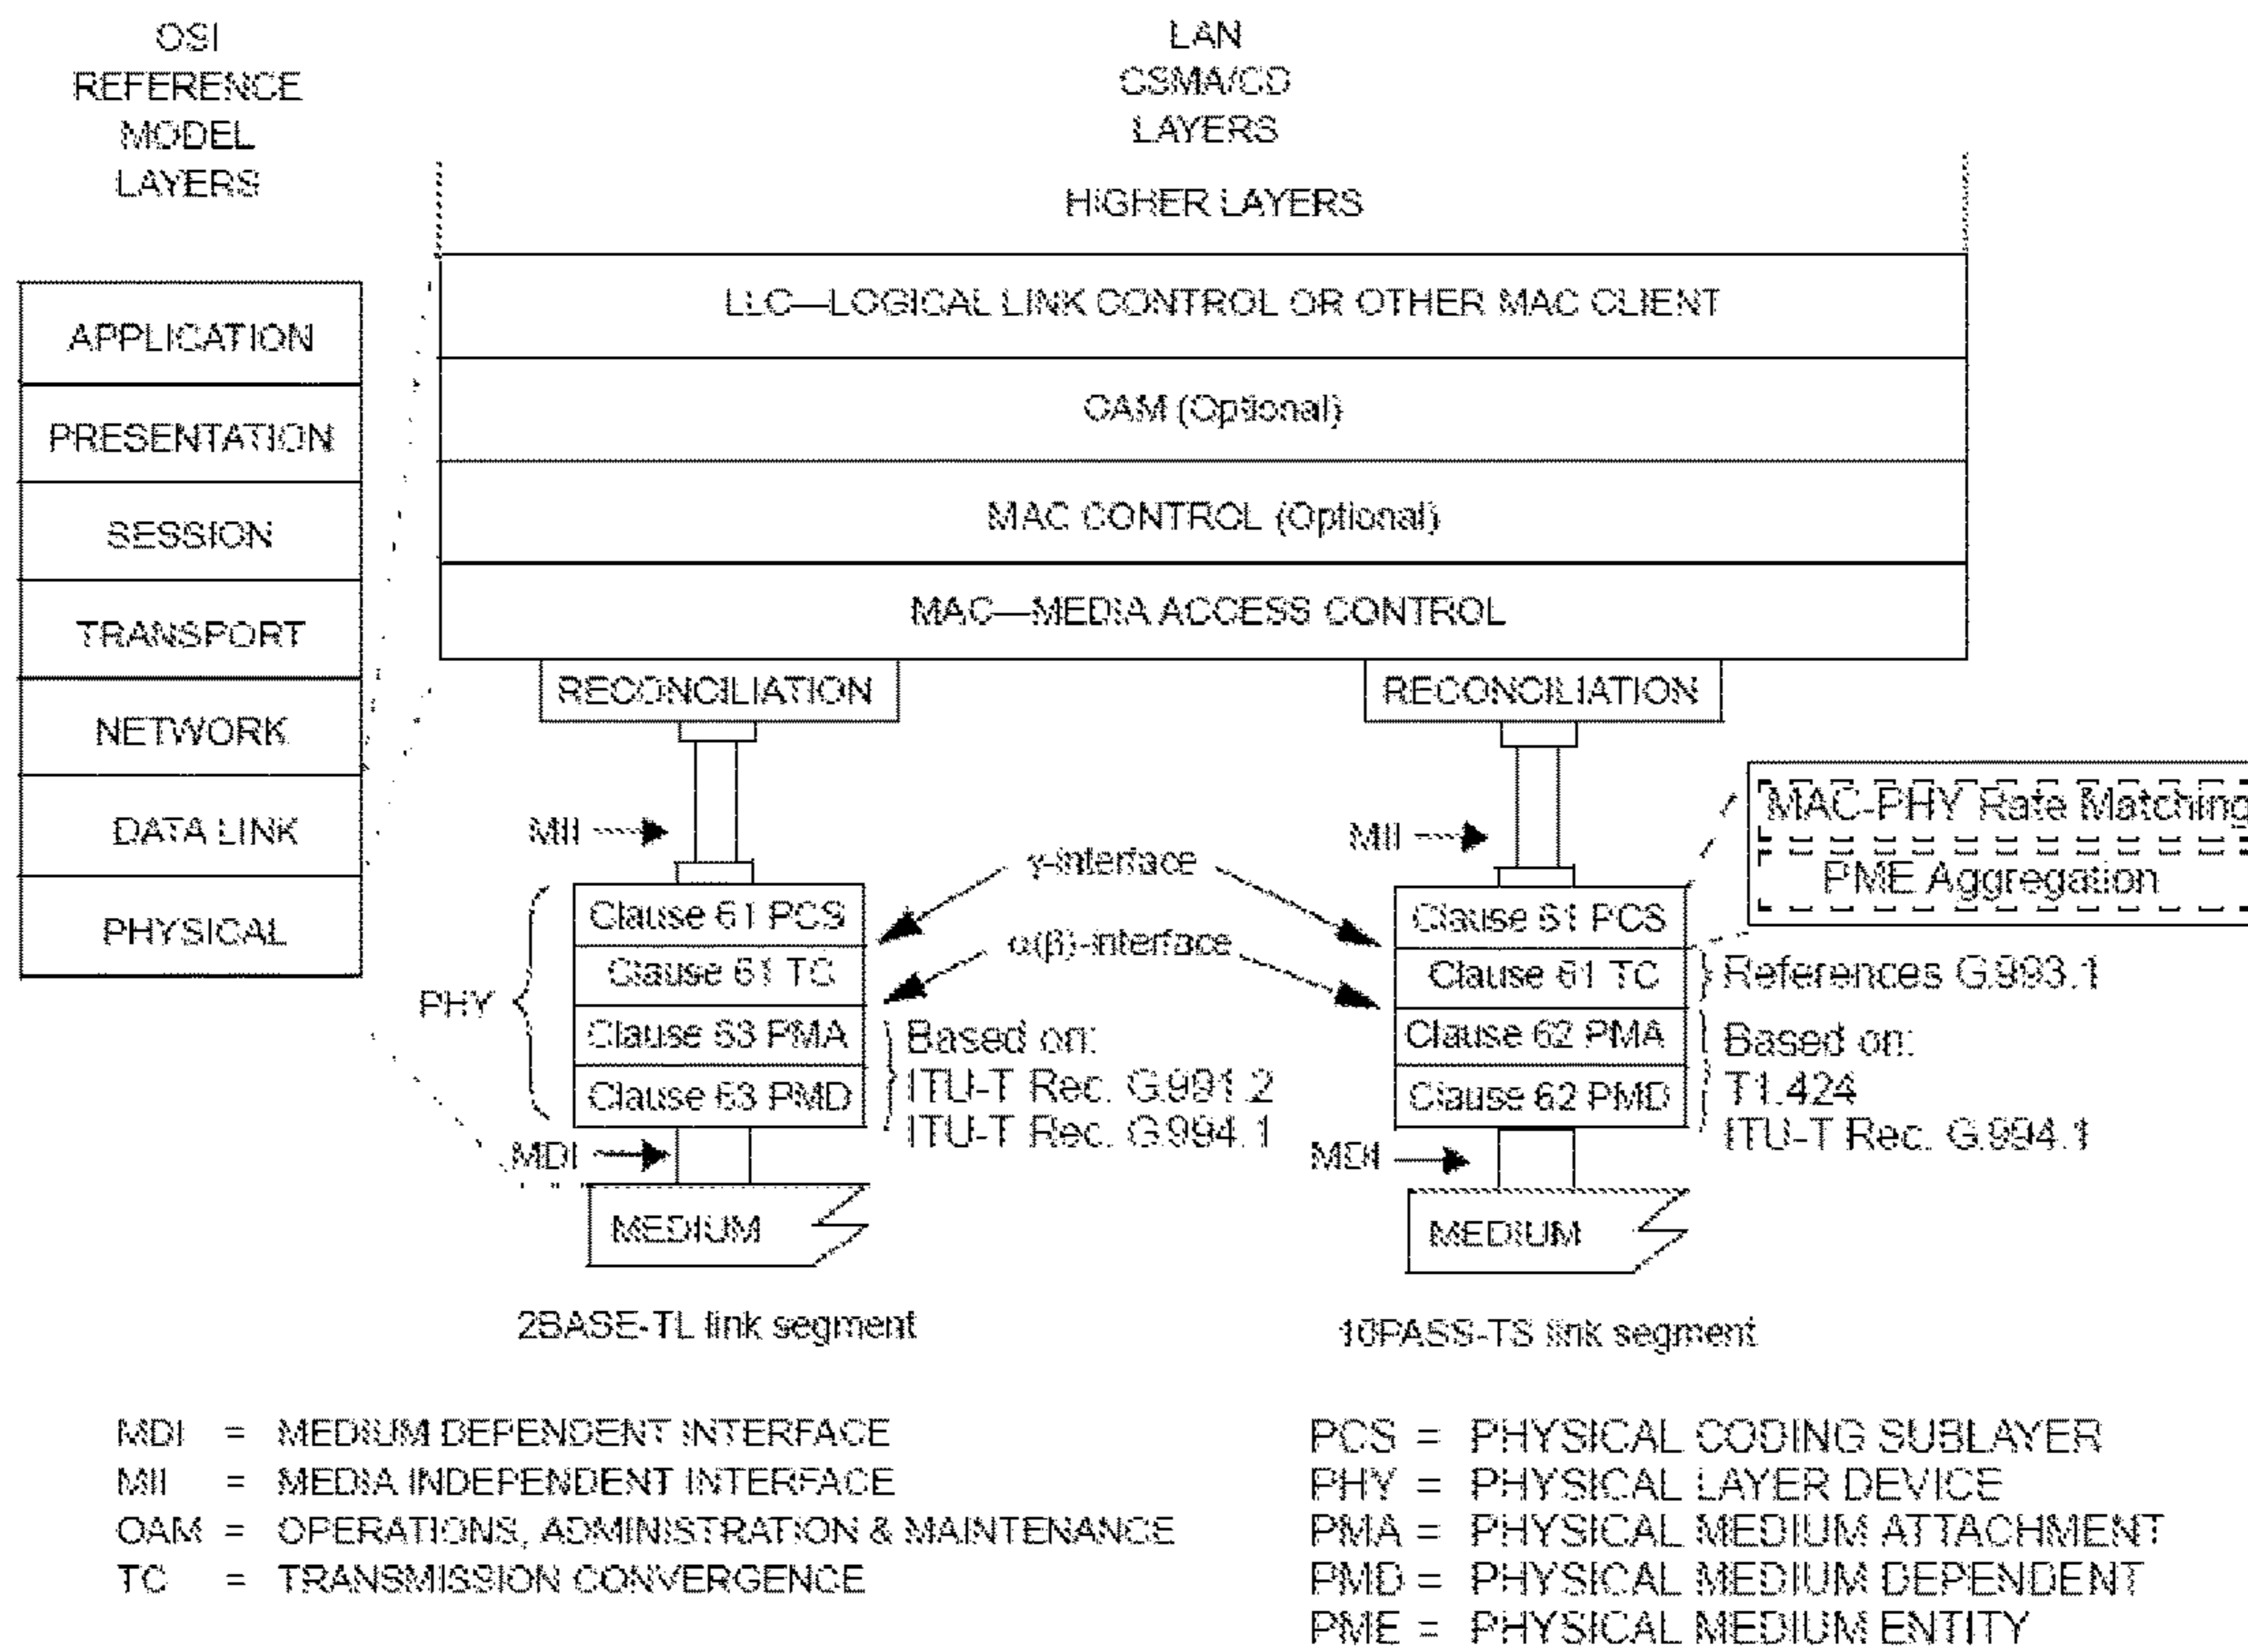 OSI
REFERENCE
MODEL
LAYERS
LAN
CSMA/CD
LAYERS
HIGHER LAYERS
APPLICATION
PRESENTATION
SESSION
TRANSPORT
NETWORK
DATA LINK
PHYSICAL
LLC—LOGICAL LINK CONTROL OR OTHER MAC CLIENT
OAM (Optional)
MAC CONTROL (Optional)
MAC—MEDIA ACCESS CONTROL
RECONCILIATION
RECONCILIATION
MII
MII
γ-interface
α(β)-interface
MAC-PHY Rate Matching
PME Aggregation
PHY
Clause 61 PCS
Clause 61 TC
Clause 63 PMA
Clause 63 PMD
Based on:
ITU-T Rec. G.991.2
ITU-T Rec. G.994.1
Clause 61 PCS
Clause 61 TC
Clause 62 PMA
Clause 62 PMD
References G.993.1
Based on:
T1.424
ITU-T Rec. G.994.1
MDI
MDI
MEDIUM
MEDIUM
2BASE-TL link segment
10PASS-TS link segment
MDI = MEDIUM DEPENDENT INTERFACE
MII = MEDIA INDEPENDENT INTERFACE
OAM = OPERATIONS, ADMINISTRATION & MAINTENANCE
TC = TRANSMISSION CONVERGENCE
PCS = PHYSICAL CODING SUBLAYER
PHY = PHYSICAL LAYER DEVICE
PMA = PHYSICAL MEDIUM ATTACHMENT
PMD = PHYSICAL MEDIUM DEPENDENT
PME = PHYSICAL MEDIUM ENTITY